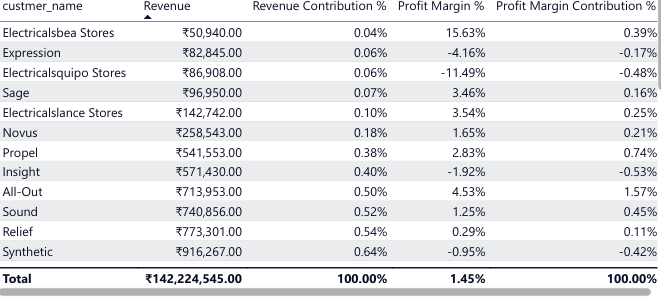 custmer_name Revenue Revenue Contribution % Profit Margin % Profit Margin Contribution %
Electricalsbea Stores ₹50,940.00 0.04% 15.63% 0.39%
Expression ₹82,845.00 0.06% -4.16% -0.17%
Electricalsquipo Stores ₹86,908.00 0.06% -11.49% -0.48%
Sage ₹96,950.00 0.07% 3.46% 0.16%
Electricalslance Stores ₹142,742.00 0.10% 3.54% 0.25%
Novus ₹258,543.00 0.18% 1.65% 0.21%
Propel ₹541,553.00 0.38% 2.83% 0.74%
Insight ₹571,430.00 0.40% -1.92% -0.53%
All-Out ₹713,953.00 0.50% 4.53% 1.57%
Sound ₹740,856.00 0.52% 1.25% 0.45%
Relief ₹773,301.00 0.54% 0.29% 0.11%
Synthetic ₹916,267.00 0.64% -0.95% -0.42%
Total ₹142,224,545.00 100.00% 1.45% 100.00%